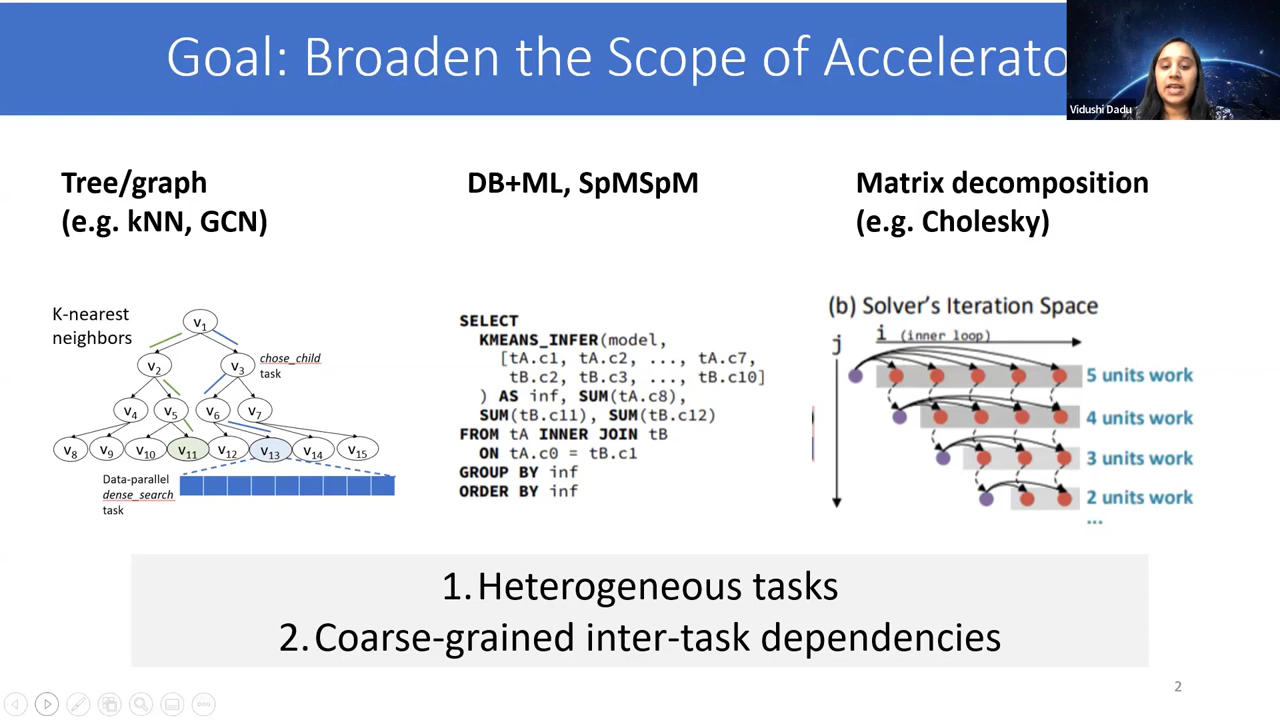 Goal: Broaden the Scope of Accelerato
Vidushi Dadu
Tree/graph
(e.g. kNN, GCN)
DB+ML, SpMSpM
Matrix decomposition
(e.g. Cholesky)
K-nearest
neighbors
v1
v2
v3
chose_child
task
v4
v5
v6
v7
v8
v9
v10
v11
v12
v13
v14
v15
Data-parallel
dense_search
task
SELECT
KMEANS_INFER(model,
[tA.c1, tA.c2, ..., tA.c7,
tB.c2, tB.c3, ..., tB.c10]
) AS inf, SUM(tA.c8),
SUM(tB.c11), SUM(tB.c12)
FROM tA INNER JOIN tB
ON tA.c0 = tB.c1
GROUP BY inf
ORDER BY inf
(b) Solver's Iteration Space
i (inner loop)
j
5 units work
4 units work
3 units work
2 units work
...
1. Heterogeneous tasks
2. Coarse-grained inter-task dependencies
2